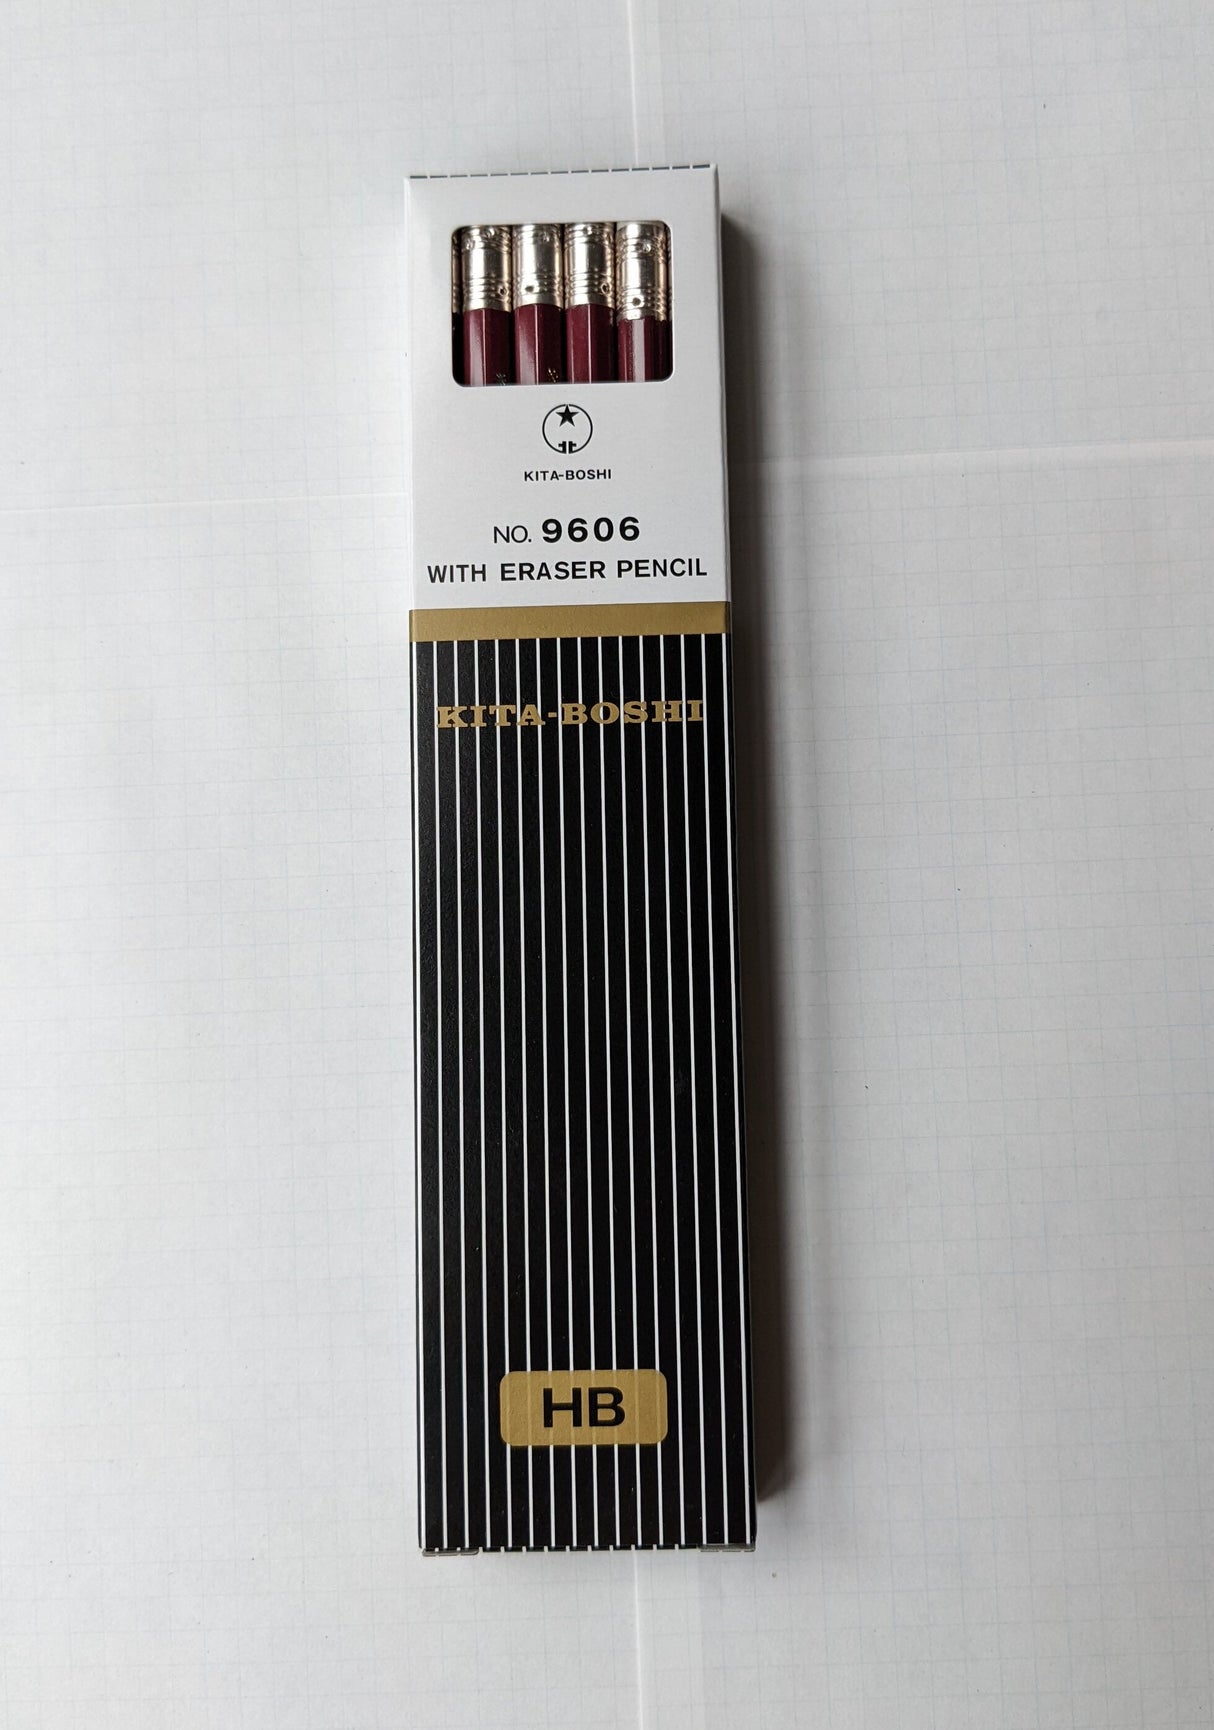 KITA-BOSHI
NO. 9606
WITH ERASER PENCIL
KITA-BOSHI
HB